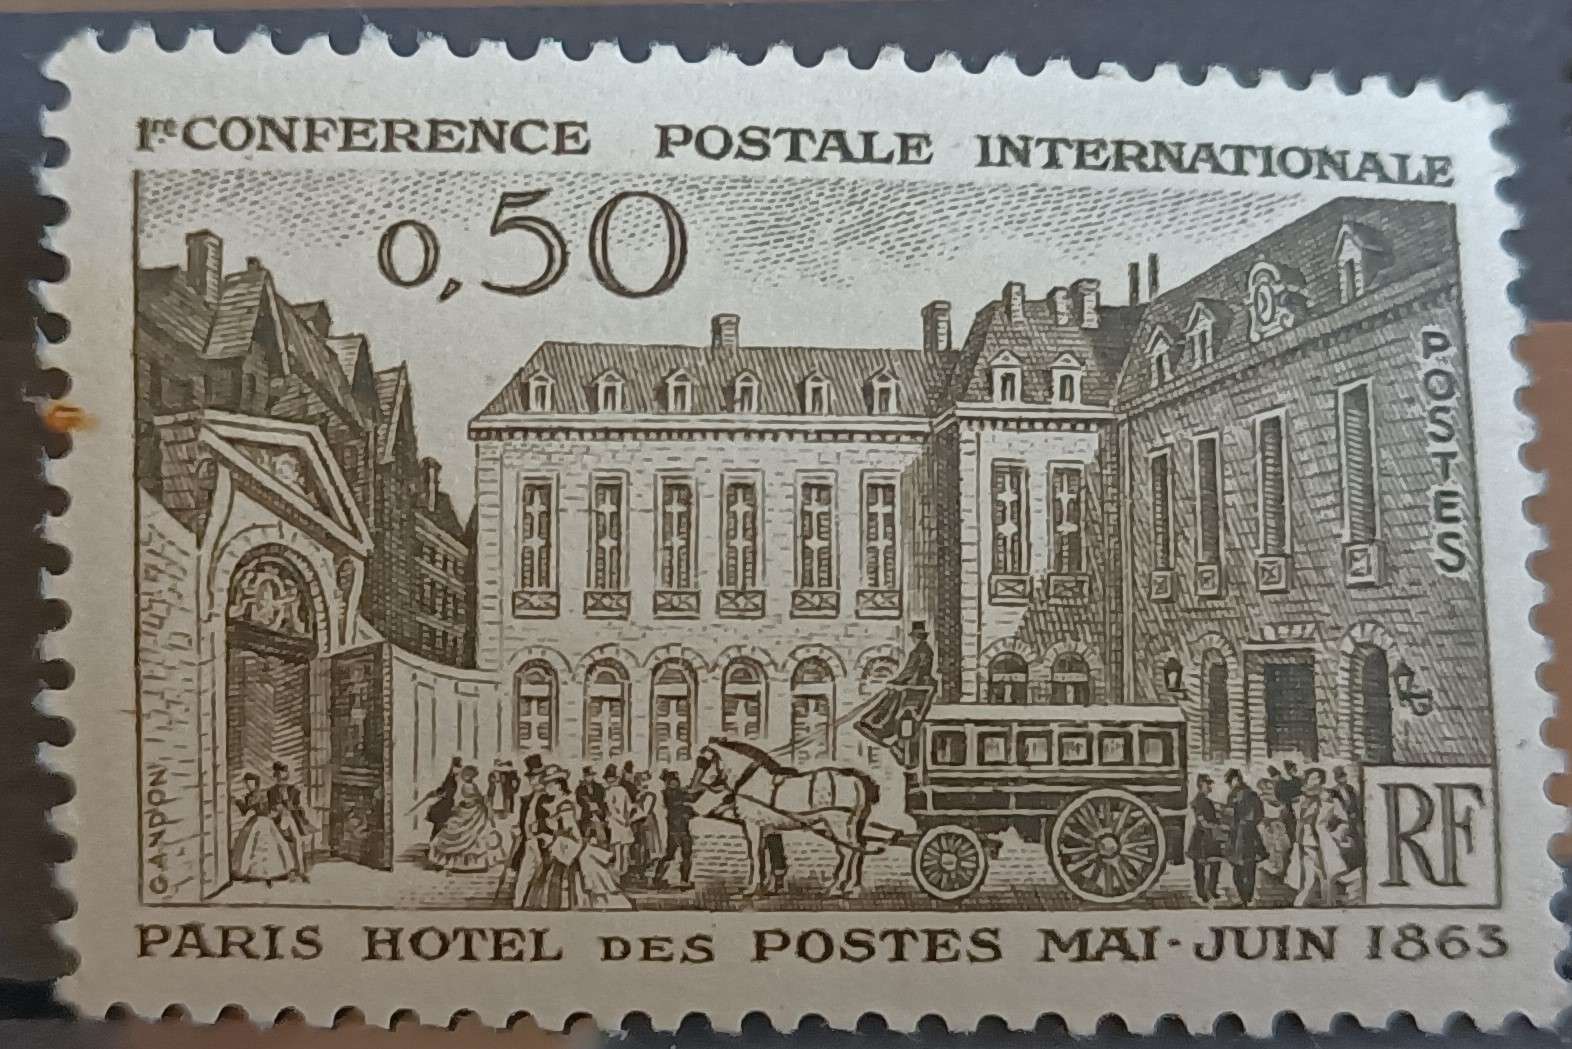 1re CONFERENCE POSTALE INTERNATIONALE
0,50
POSTES
GANDON
RF
PARIS HOTEL DES POSTES MAI-JUIN 1863